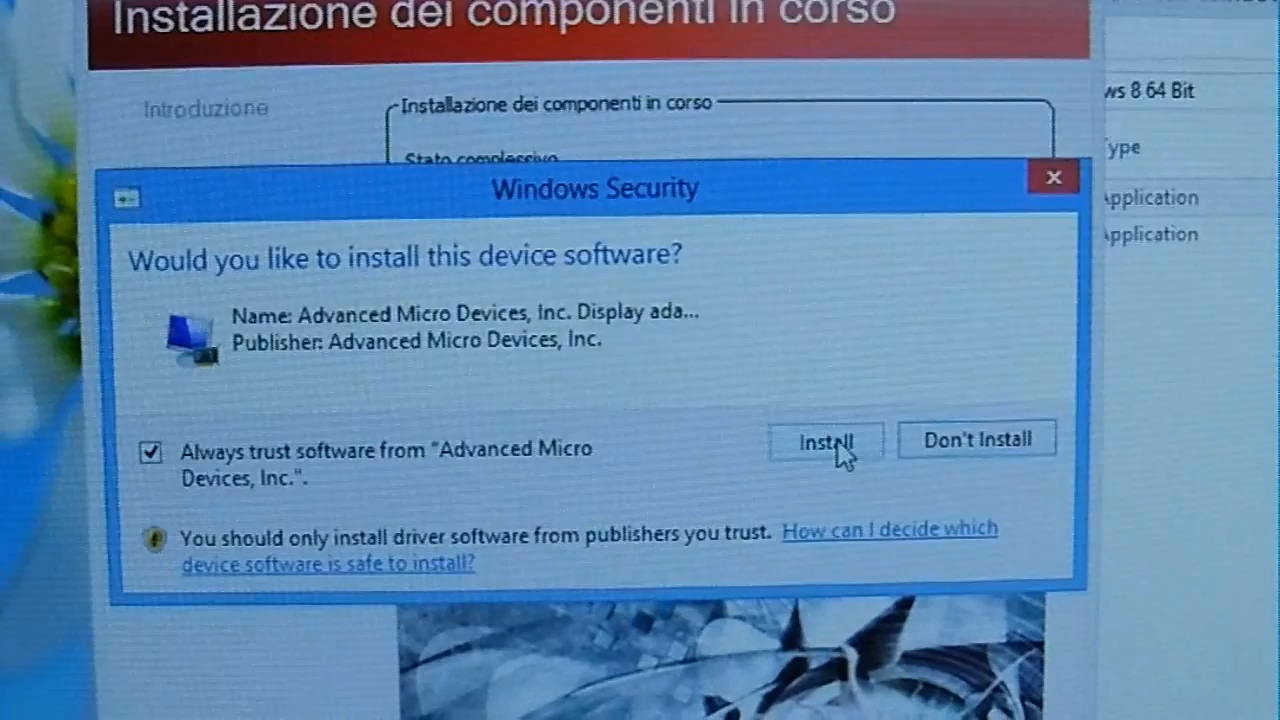 Installazione dei componenti in corso
Introduzione
Installazione dei componenti in corso
Stato complessivo
8 64 Bit
Windows Security
Would you like to install this device software?
Name: Advanced Micro Devices, Inc. Display ada...
Publisher: Advanced Micro Devices, Inc.
Always trust software from "Advanced Micro
Devices, Inc.".
Install
Don't Install
You should only install driver software from publishers you trust. How can I decide which
device software is safe to install?
Type
Application
Application